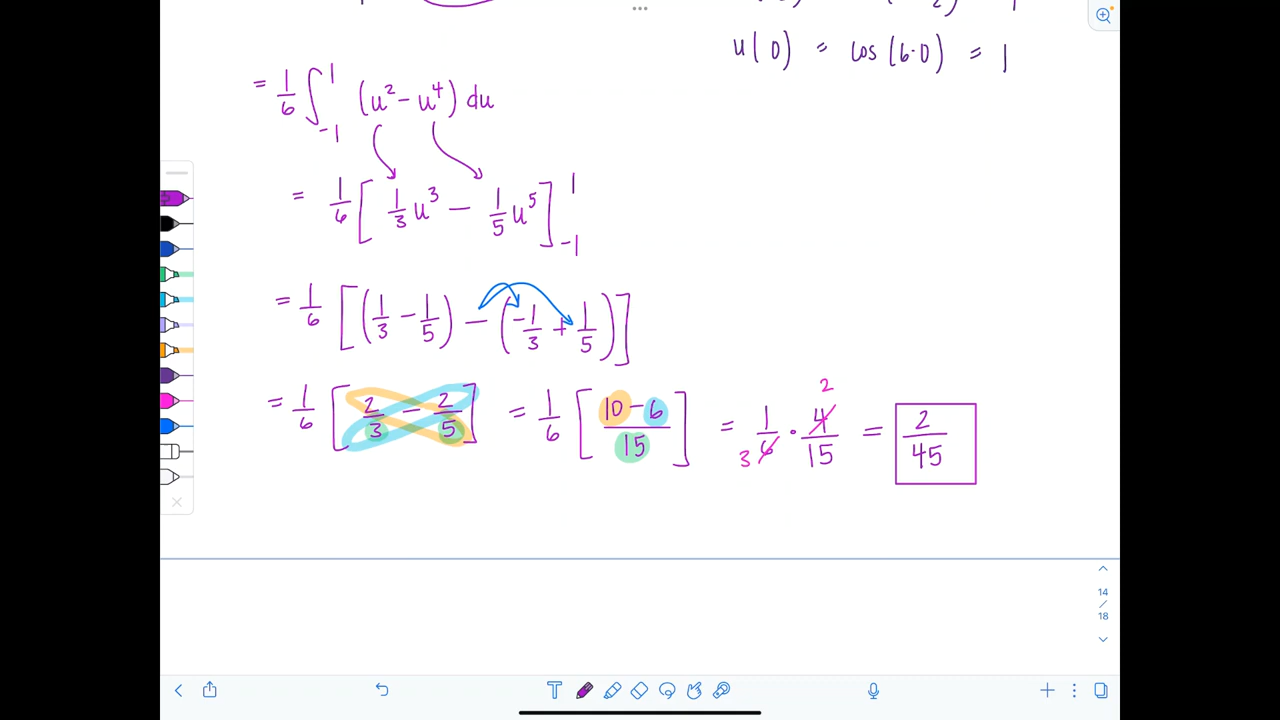 u(0) = cos(6·0) = 1
= 1/6 ∫_{-1}^{1} (u² - u⁴) du
= 1/6 [ 1/3 u³ - 1/5 u⁵ ]_{-1}^{1}
= 1/6 [ (1/3 - 1/5) - (-1/3 + 1/5) ]
= 1/6 [ 2/3 - 2/5 ] = 1/6 [ (10 - 6)/15 ] = 1/6 · 4/15 = 2/45
2
3
14
/
18
T